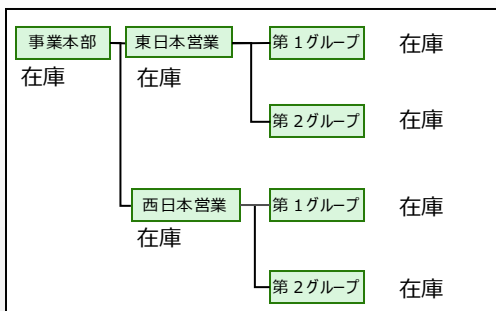 事業本部
東日本営業
第1グループ
在庫
在庫
在庫
第2グループ
在庫
西日本営業
第1グループ
在庫
在庫
第2グループ
在庫